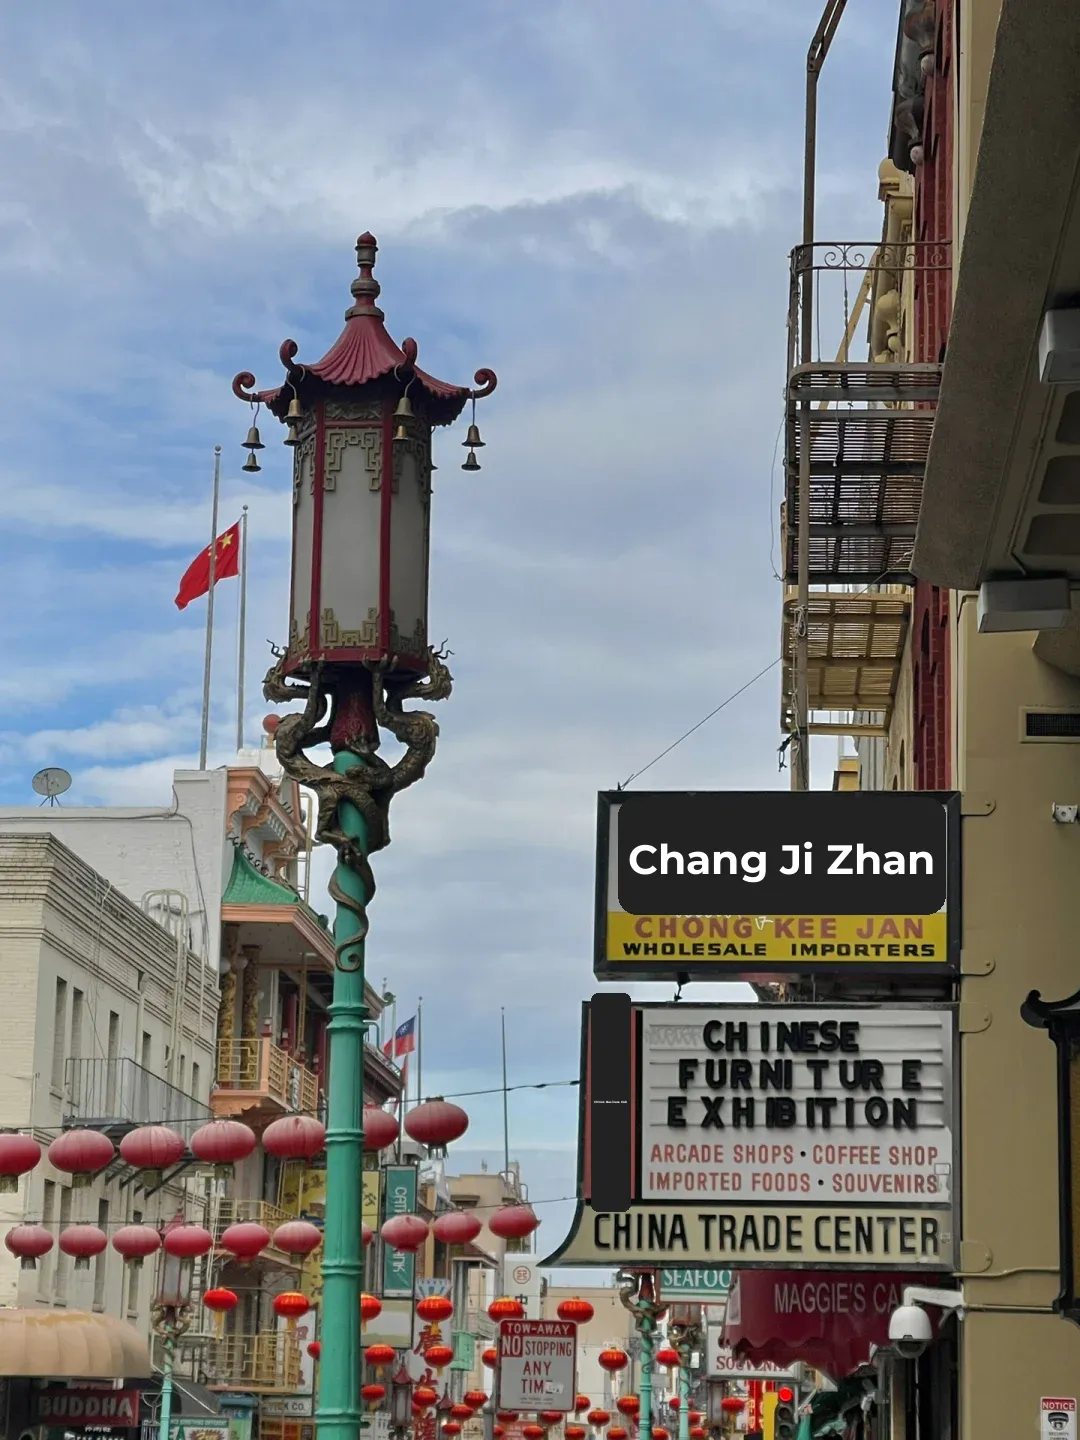 Chang Ji Zhan
CHONG KEE JAN
WHOLESALE IMPORTERS
CHINESE
FURNITURE
EXHIBITION
ARCADE SHOPS • COFFEE SHOP
IMPORTED FOODS • SOUVENIRS
CHINA TRADE CENTER
SEAFOO
MAGGIE'S CA
TOW-AWAY
NO STOPPING
ANY
TIME
BUDDHA
NOTICE